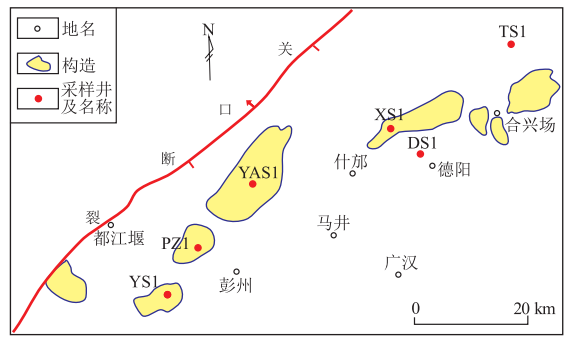 地名
构造
采样井
及名称
N
关
口
断
裂
TS1
合兴场
XS1
DS1
德阳
什邡
YAS1
马井
都江堰
PZ1
广汉
彭州
YS1
0
20 km